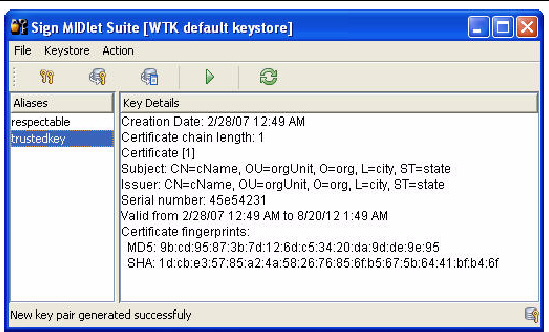 Sign MIDlet Suite [WTK default keystore]
File Keystore Action
Aliases
respectable
trustedkey
Key Details
Creation Date: 2/28/07 12:49 AM
Certificate chain length: 1
Certificate [1]
Subject: CN=cName, OU=orgUnit, O=org, L=city, ST=state
Issuer: CN=cName, OU=orgUnit, O=org, L=city, ST=state
Serial number: 45e54231
Valid from 2/28/07 12:49 AM to 8/20/12 1:49 AM
Certificate fingerprints:
MD5: 9b:cd:95:87:3b:7d:12:6d:c5:34:20:da:9d:de:9e:95
SHA: 1d:cb:e3:57:85:a2:4a:58:26:76:85:6f:b5:67:5b:64:41:bf:b4:6f
New key pair generated successfuly